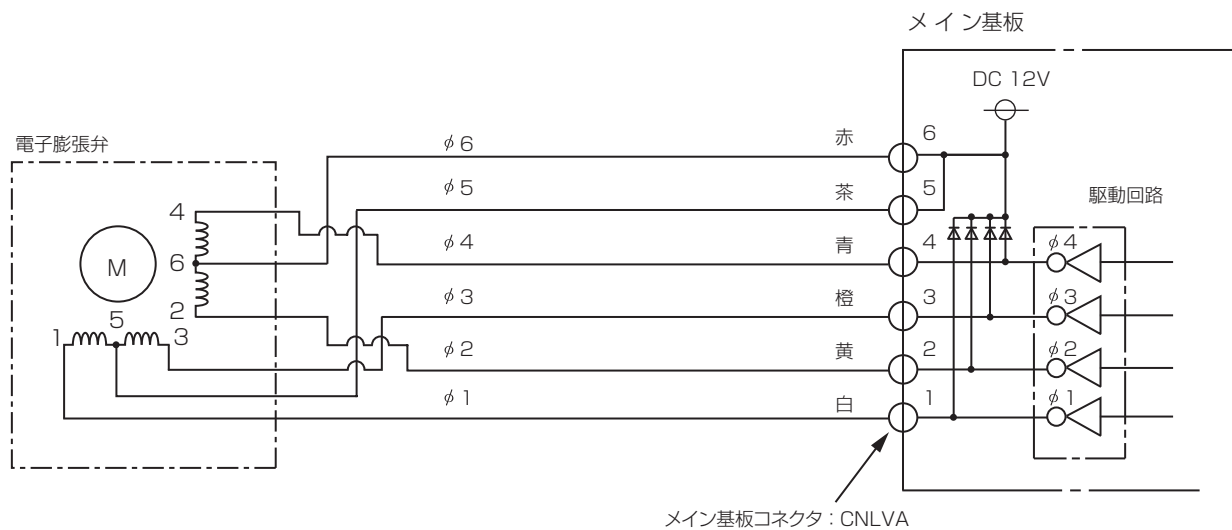 メイン基板
DC 12V
電子膨張弁
駆動回路
φ6 赤 6
φ5 茶 5
φ4 青 4 φ4
φ3 橙 3 φ3
φ2 黄 2 φ2
φ1 白 1 φ1
4
6
M
2
1 5 3
メイン基板コネクタ：CNLVA